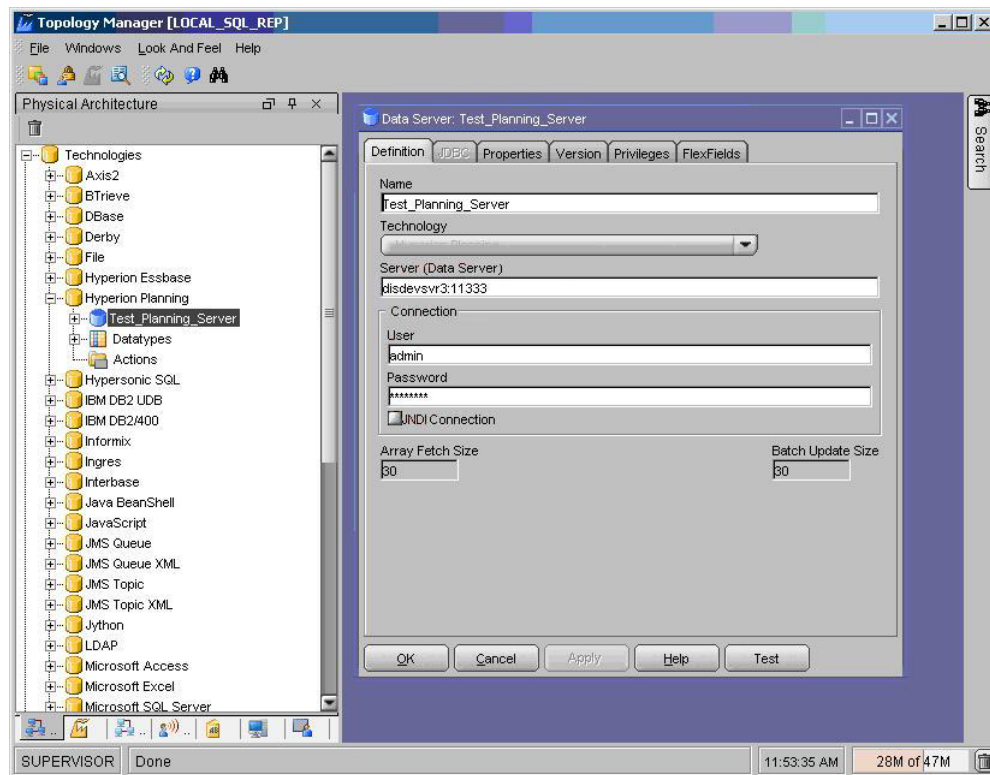 Topology Manager [LOCAL_SQL_REP]
File Windows Look And Feel Help
Physical Architecture
Technologies
Axis2
BTrieve
DBase
Derby
File
Hyperion Essbase
Hyperion Planning
Test_Planning_Server
Datatypes
Actions
Hypersonic SQL
IBM DB2 UDB
IBM DB2/400
Informix
Ingres
Interbase
Java BeanShell
JavaScript
JMS Queue
JMS Queue XML
JMS Topic
JMS Topic XML
Jython
LDAP
Microsoft Access
Microsoft Excel
Microsoft SQL Server
Data Server: Test_Planning_Server
Definition JDBC Properties Version Privileges FlexFields
Name
Test_Planning_Server
Technology
Hyperion Planning
Server (Data Server)
disdevsvr3:11333
Connection
User
admin
Password
********
JNDI Connection
Array Fetch Size Batch Update Size
30 30
OK Cancel Apply Help Test
Search
SUPERVISOR Done 11:53:35 AM 28M of 47M